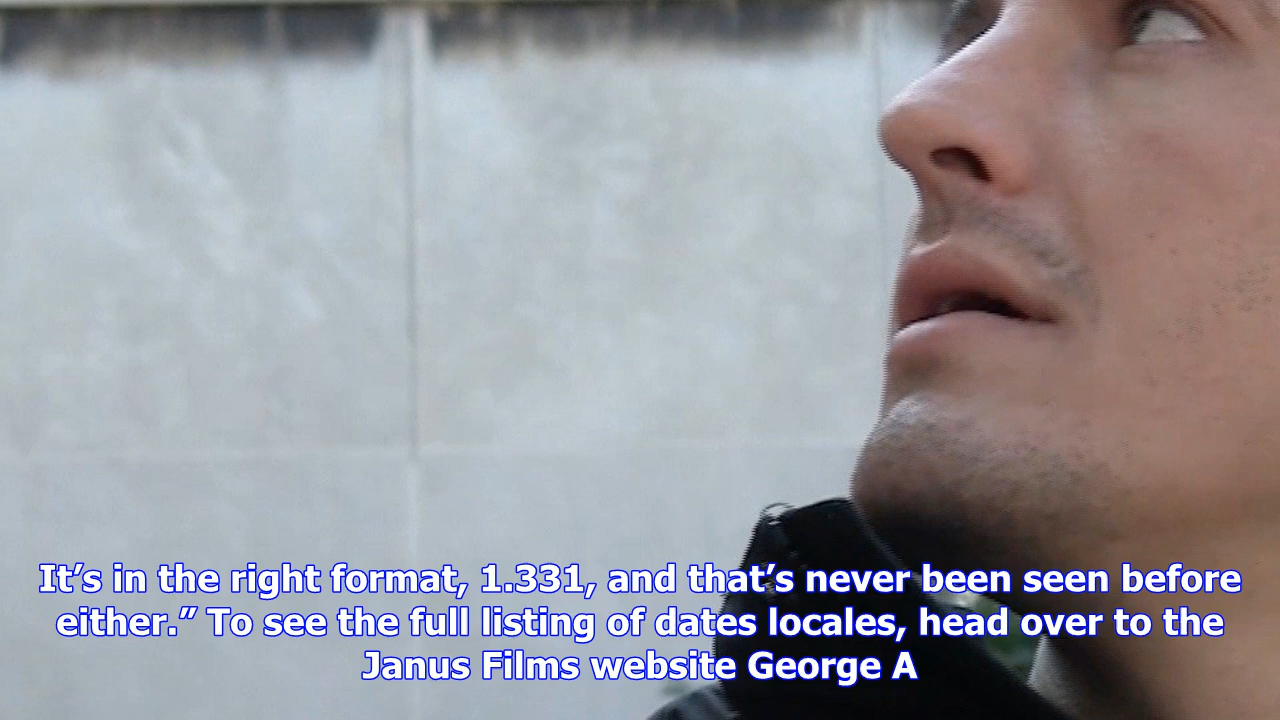 It’s in the right format, 1.331, and that’s never been seen before
either.” To see the full listing of dates locales, head over to the
Janus Films website George A